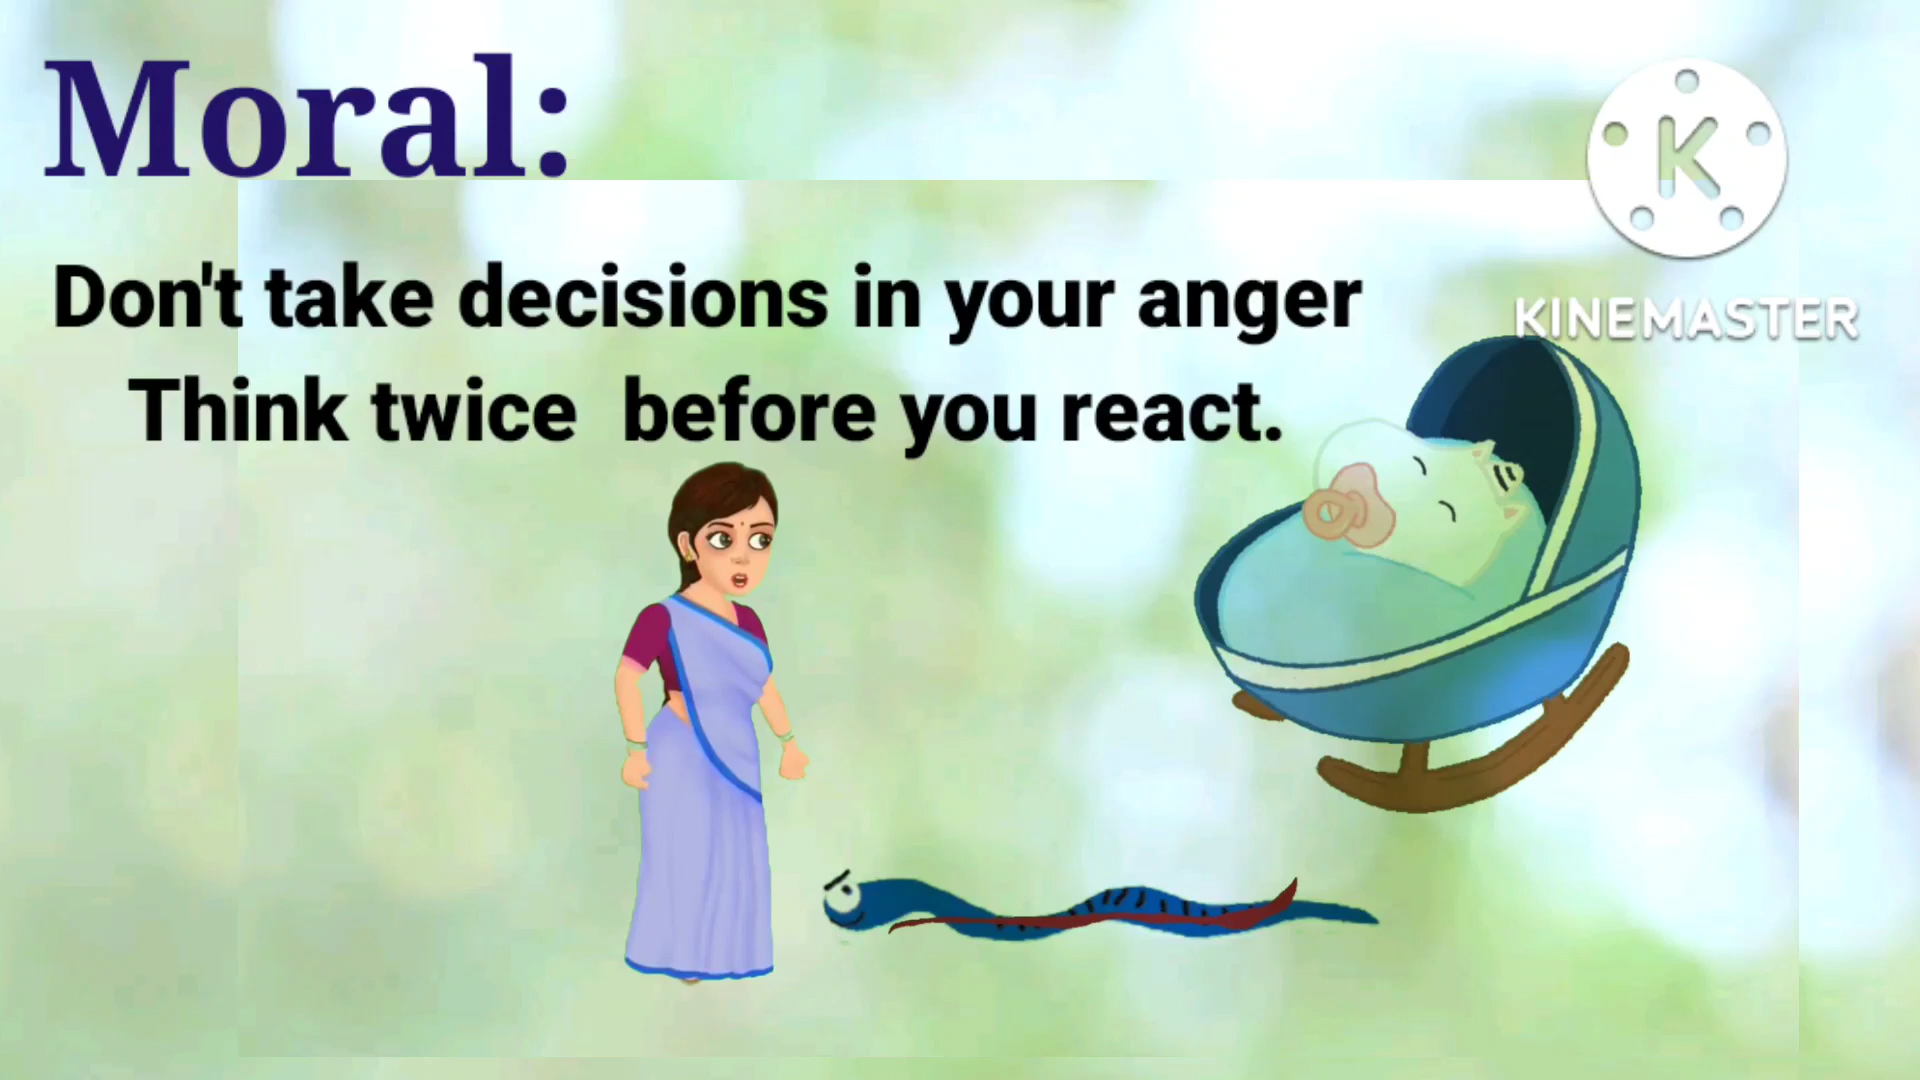 Moral:
Don't take decisions in your anger
Think twice before you react.
K
KINEMASTER